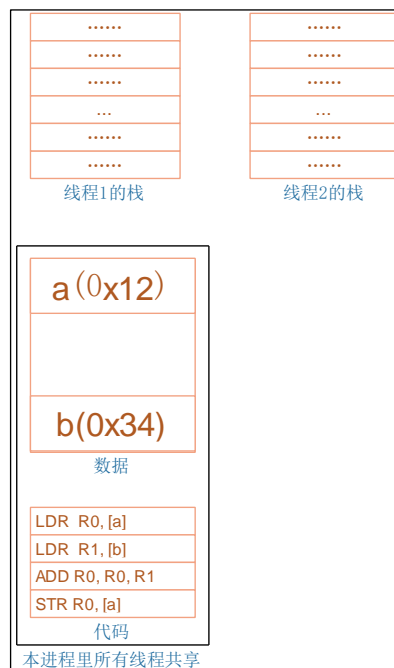 ……
……
……
…
……
……
线程1的栈
……
……
……
…
……
……
线程2的栈
a(0x12)
b(0x34)
数据
LDR R0, [a]
LDR R1, [b]
ADD R0, R0, R1
STR R0, [a]
代码
本进程里所有线程共享